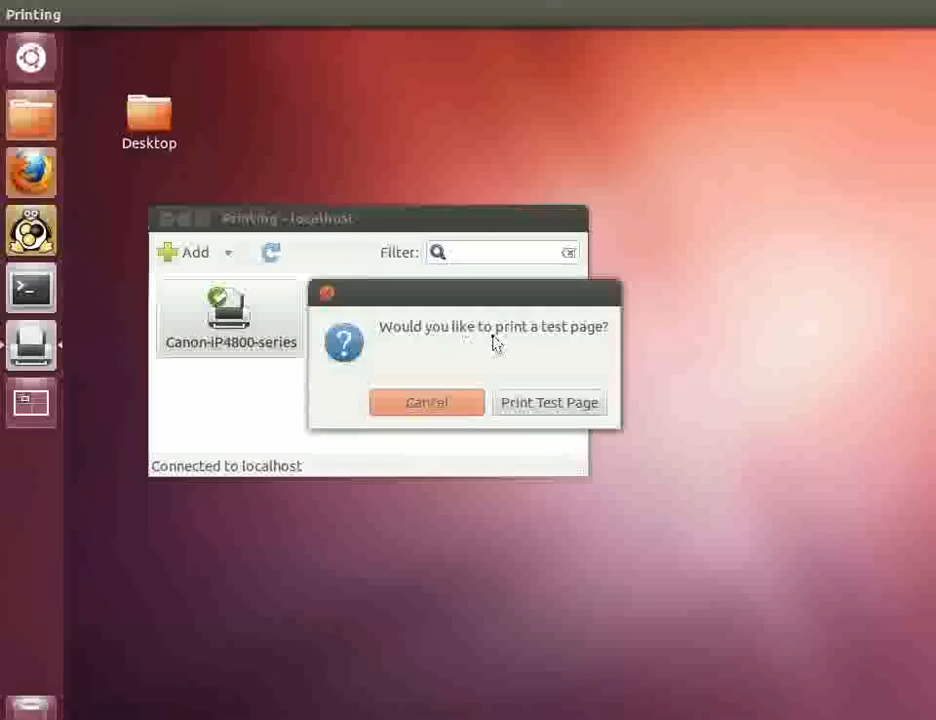 Printing
Desktop
Printing - localhost
Add
Filter:
Canon-iP4800-series
Would you like to print a test page?
Cancel
Print Test Page
Connected to localhost